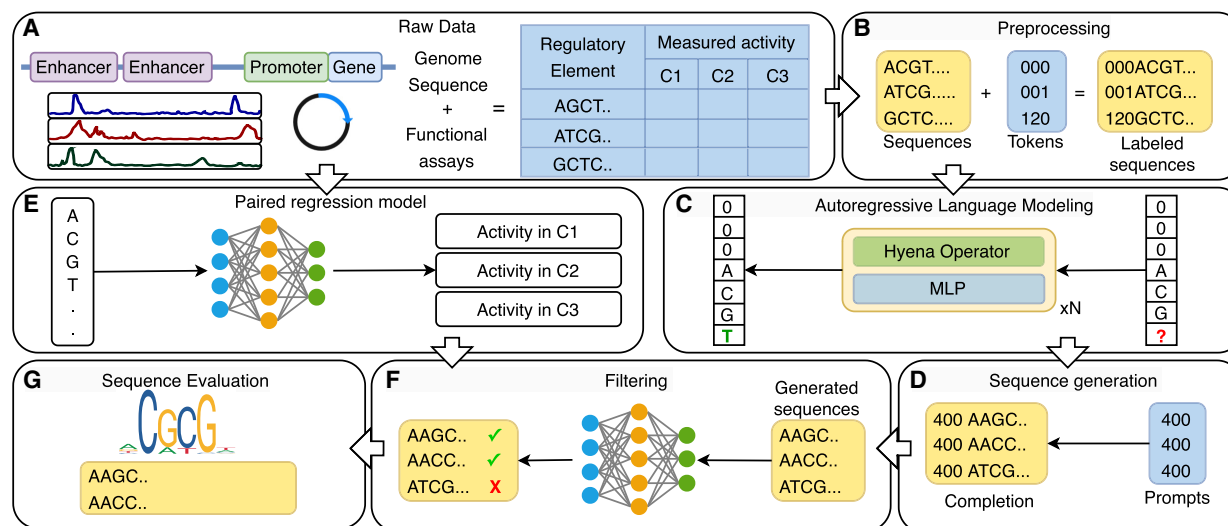 A
Raw Data
Enhancer
Enhancer
Promoter
Gene
Genome
Sequence
+
Functional
assays
=
Regulatory
Element
Measured activity
C1
C2
C3
AGCT..
ATCG..
GCTC..
B
Preprocessing
ACGT....
ATCG.....
GCTC....
Sequences
+
000
001
120
Tokens
=
000ACGT...
001ATCG...
120GCTC..
Labeled
sequences
E
Paired regression model
A
C
G
T
.
.
Activity in C1
Activity in C2
Activity in C3
C
Autoregressive Language Modeling
0
0
0
A
C
G
T
Hyena Operator
MLP
xN
0
0
0
A
C
G
?
G
Sequence Evaluation
CGCG
AAGC..
AACC..
F
Filtering
Generated
sequences
AAGC.. ✓
AACC.. ✓
ATCG... X
AAGC..
AACC..
ATCG...
D
Sequence generation
400 AAGC..
400 AACC..
400 ATCG...
Completion
400
400
400
Prompts